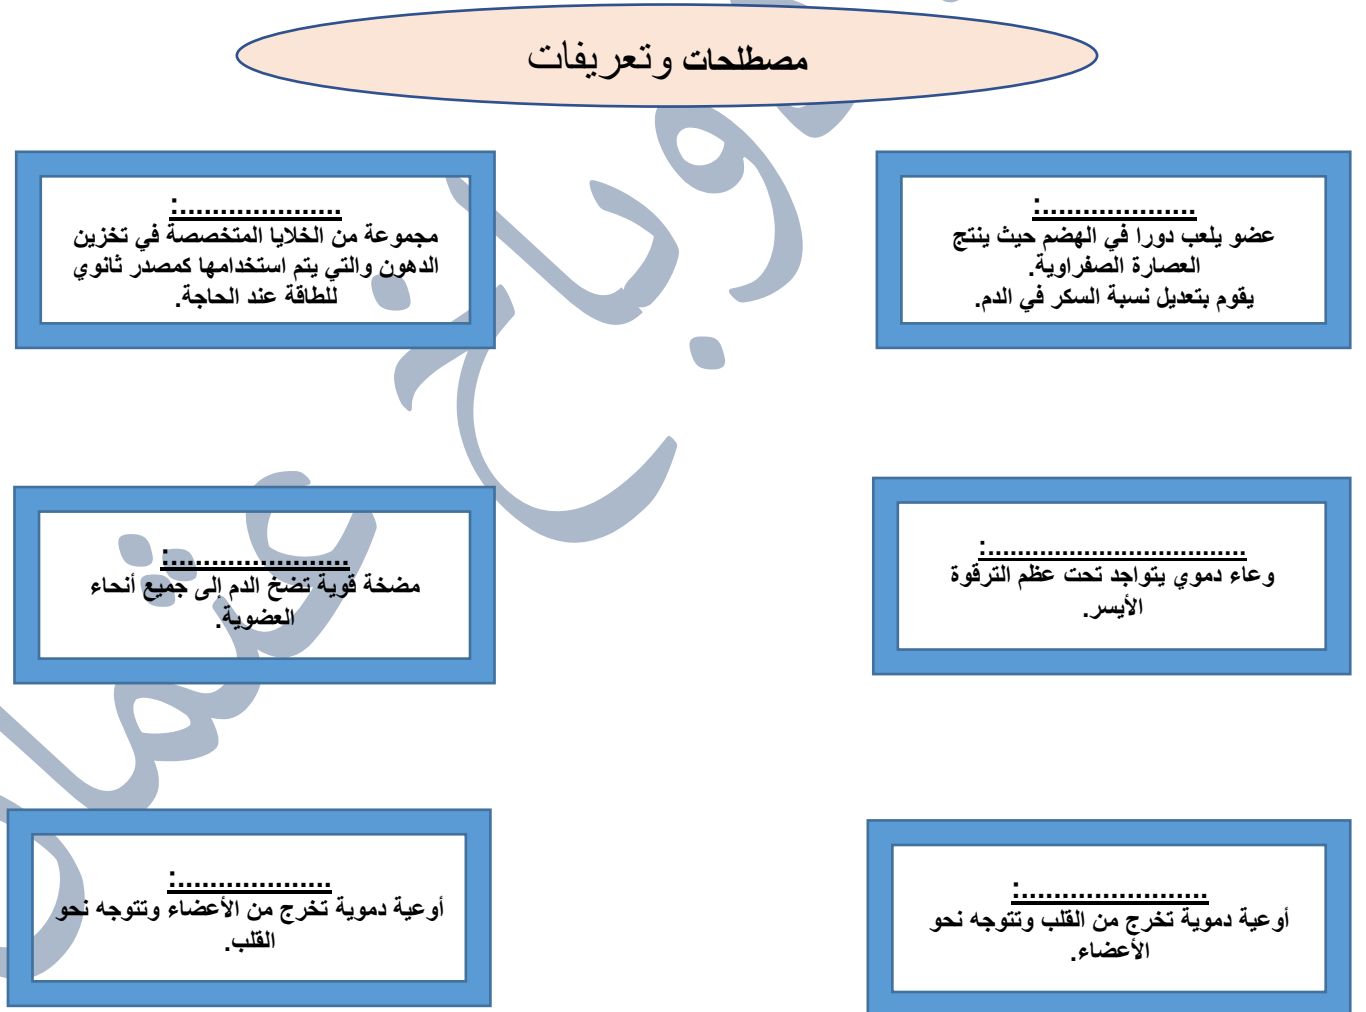 مصطلحات وتعريفات
...................:
عضو يلعب دورا في الهضم حيث ينتج
العصارة الصفراوية.
يقوم بتعديل نسبة السكر في الدم.
....................:
مجموعة من الخلايا المتخصصة في تخزين
الدهون والتي يتم استخدامها كمصدر ثانوي
للطاقة عند الحاجة.
...................................:
وعاء دموي يتواجد تحت عظم الترقوة
الأيسر.
......................:
مضخة قوية تضخ الدم إلى جميع أنحاء
العضوية.
.......................:
أوعية دموية تخرج من القلب وتتوجه نحو
الأعضاء.
...................:
أوعية دموية تخرج من الأعضاء وتتوجه نحو
القلب.